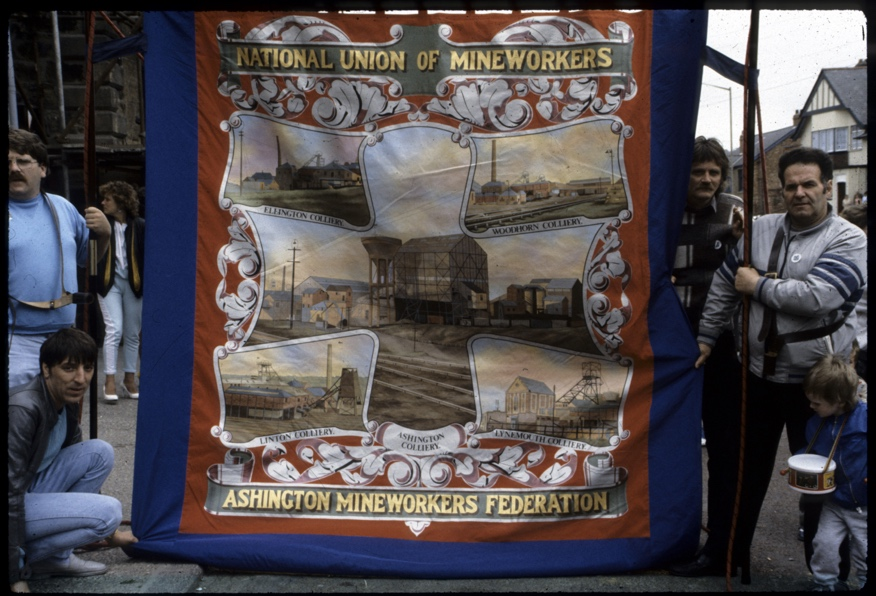 NATIONAL UNION OF MINEWORKERS
ELLINGTON COLLIERY.
WOODHORN COLLIERY.
LINTON COLLIERY.
ASHINGTON
COLLIERY.
LYNEMOUTH COLLIERY.
ASHINGTON MINEWORKERS FEDERATION